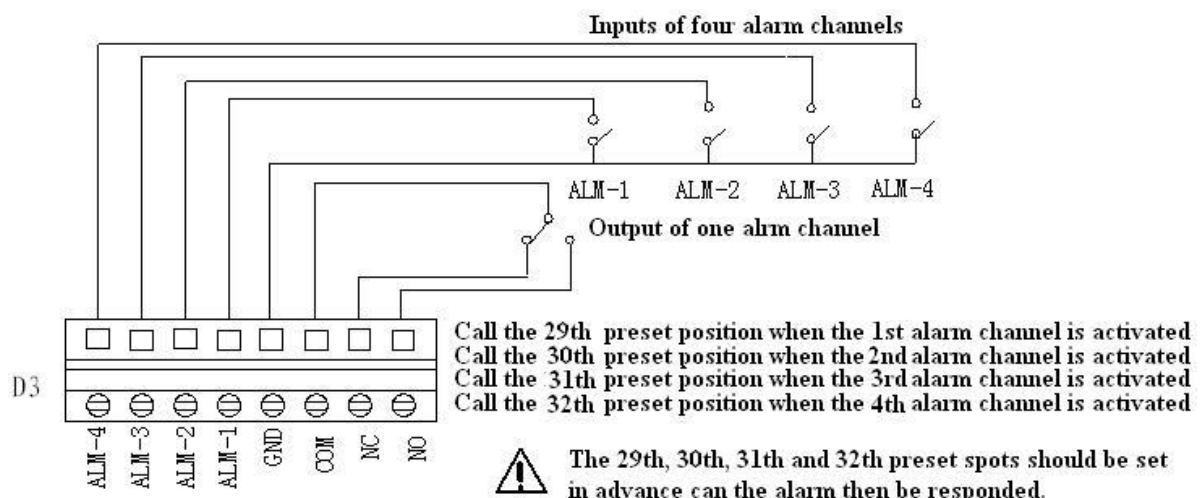 Inputs of four alarm channels
ALM-1 ALM-2 ALM-3 ALM-4
Output of one alrm channel
Call the 29th preset position when the 1st alarm channel is activated
Call the 30th preset position when the 2nd alarm channel is activated
Call the 31th preset position when the 3rd alarm channel is activated
Call the 32th preset position when the 4th alarm channel is activated
D3
ALM-4
ALM-3
ALM-2
ALM-1
GND
COM
NC
NO
The 29th, 30th, 31th and 32th preset spots should be set
in advance can the alarm then be responded.